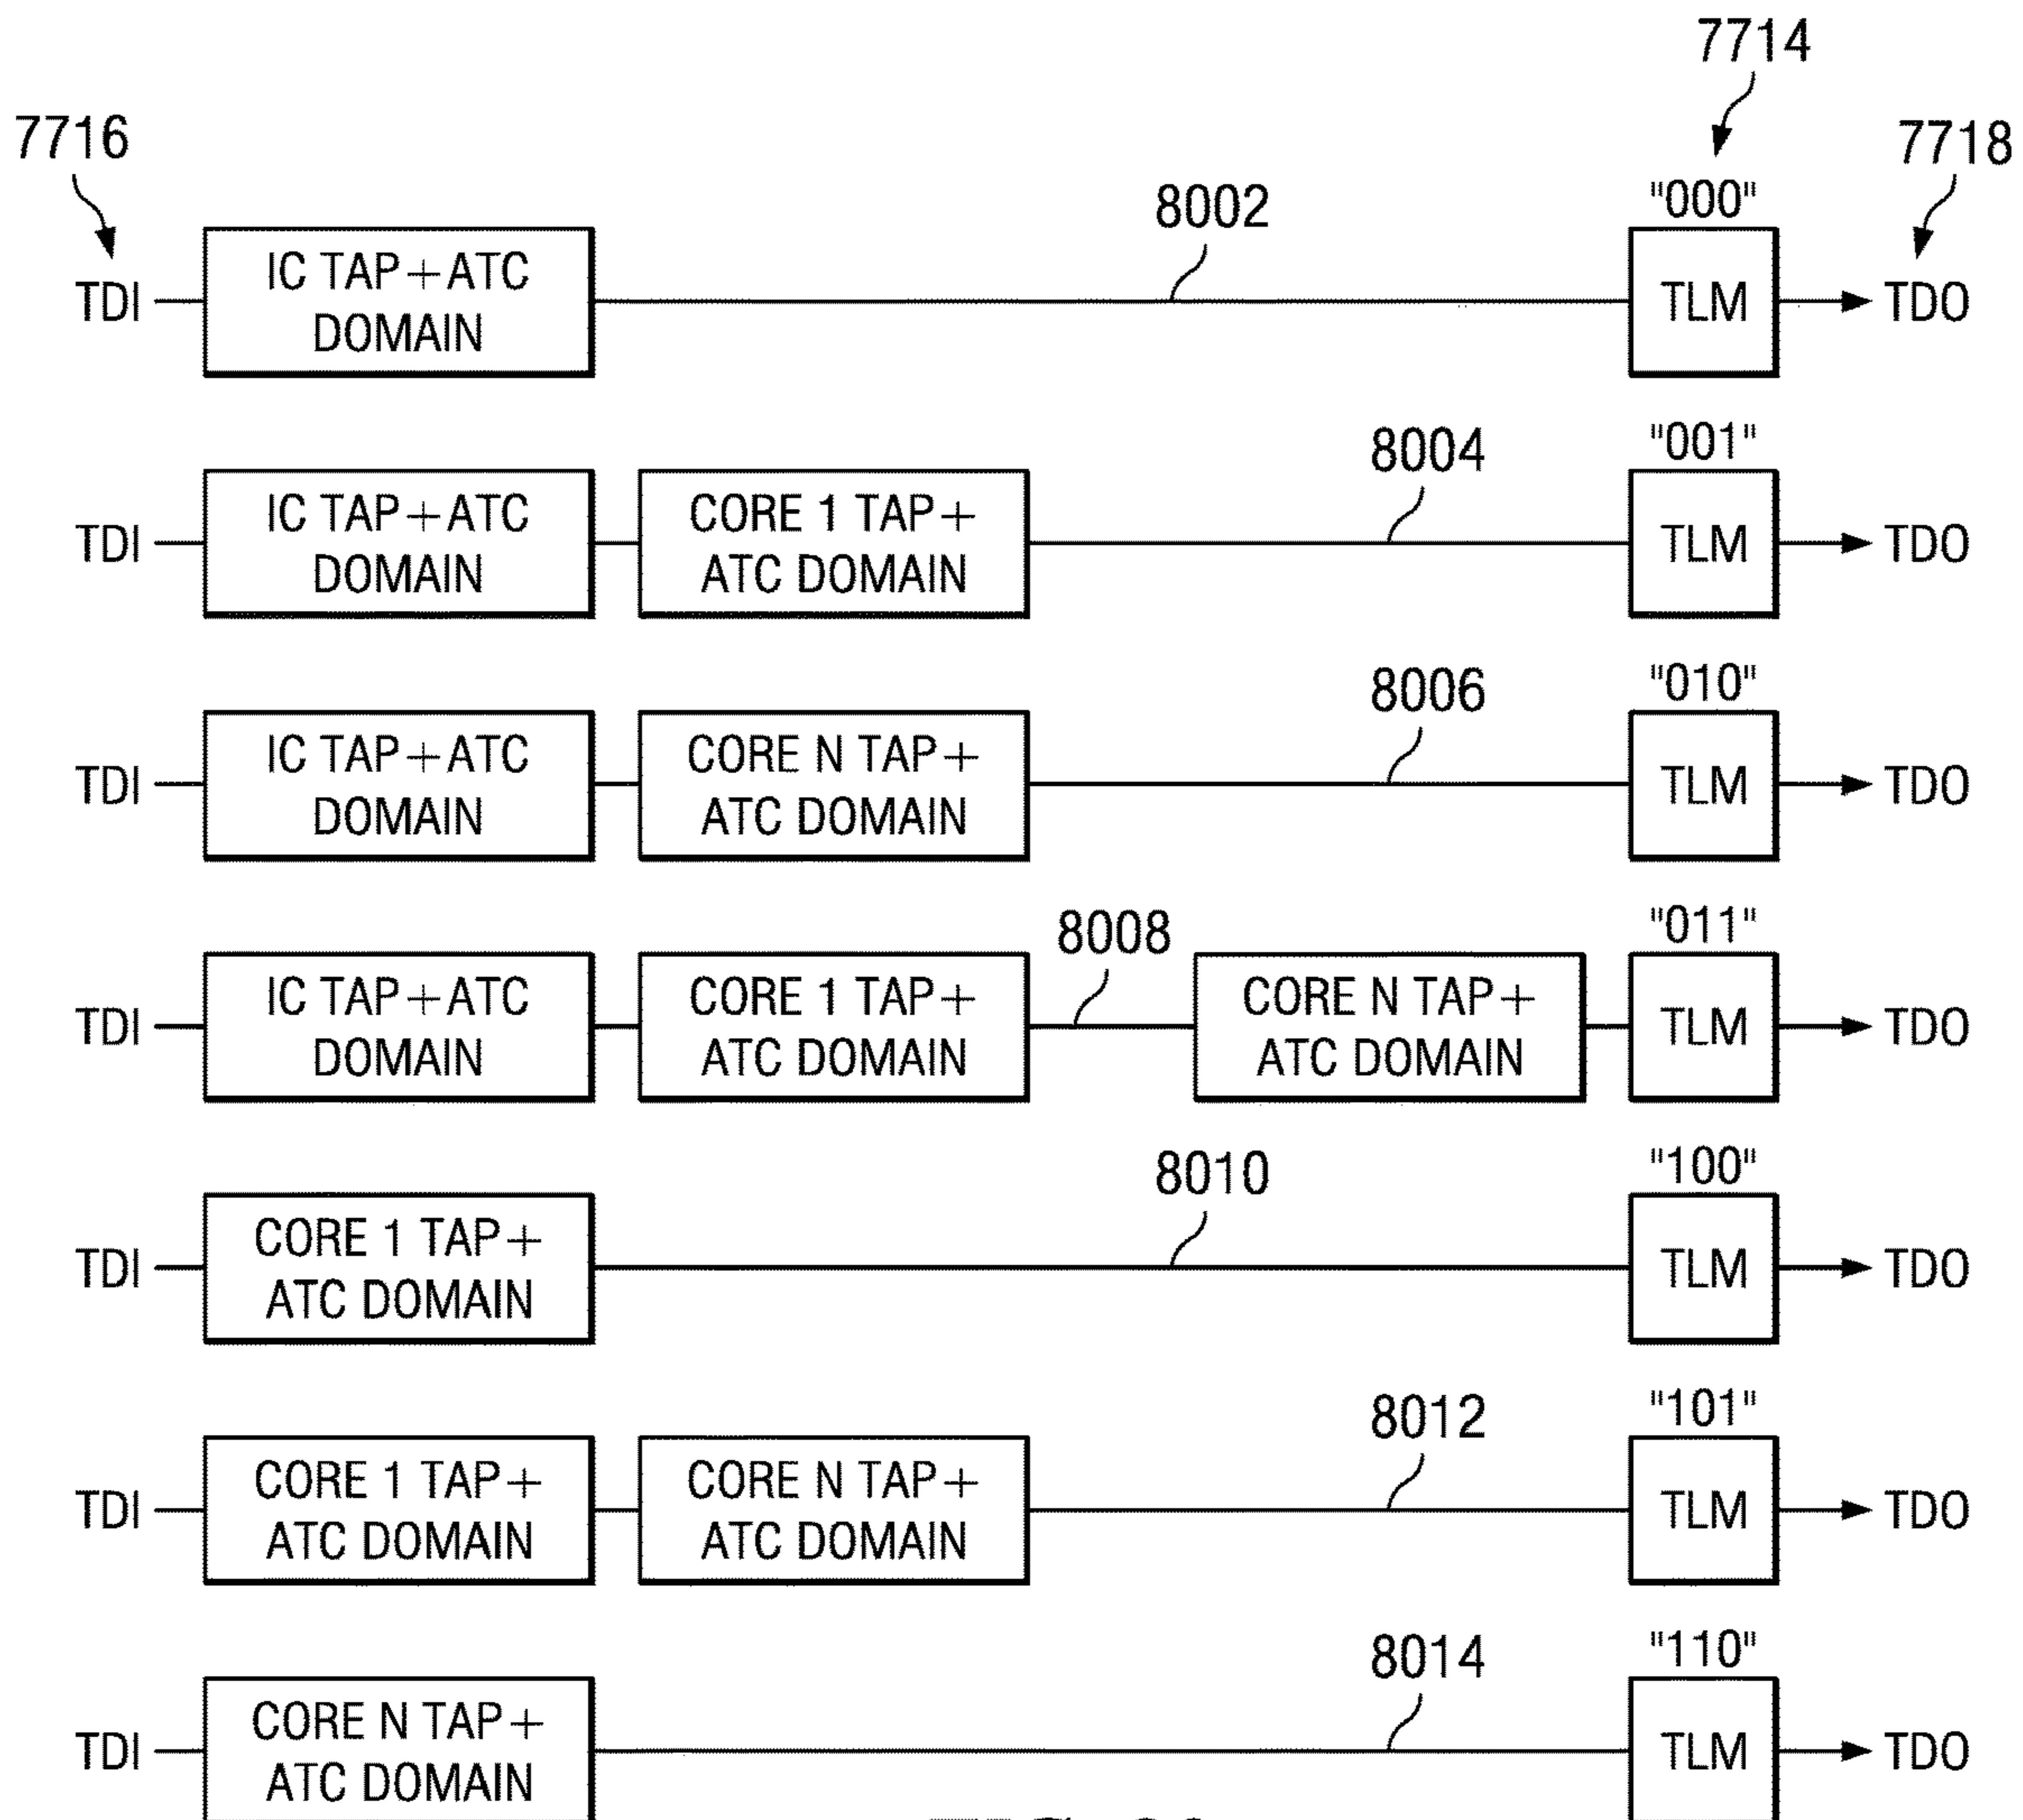 7714
7716
7718
8002
"000"
TDI
IC TAP+ATC
DOMAIN
TLM
TDO
8004
"001"
TDI
IC TAP+ATC
DOMAIN
CORE 1 TAP+
ATC DOMAIN
TLM
TDO
8006
"010"
TDI
IC TAP+ATC
DOMAIN
CORE N TAP+
ATC DOMAIN
TLM
TDO
8008
"011"
TDI
IC TAP+ATC
DOMAIN
CORE 1 TAP+
ATC DOMAIN
CORE N TAP+
ATC DOMAIN
TLM
TDO
8010
"100"
TDI
CORE 1 TAP+
ATC DOMAIN
TLM
TDO
8012
"101"
TDI
CORE 1 TAP+
ATC DOMAIN
CORE N TAP+
ATC DOMAIN
TLM
TDO
8014
"110"
TDI
CORE N TAP+
ATC DOMAIN
TLM
TDO